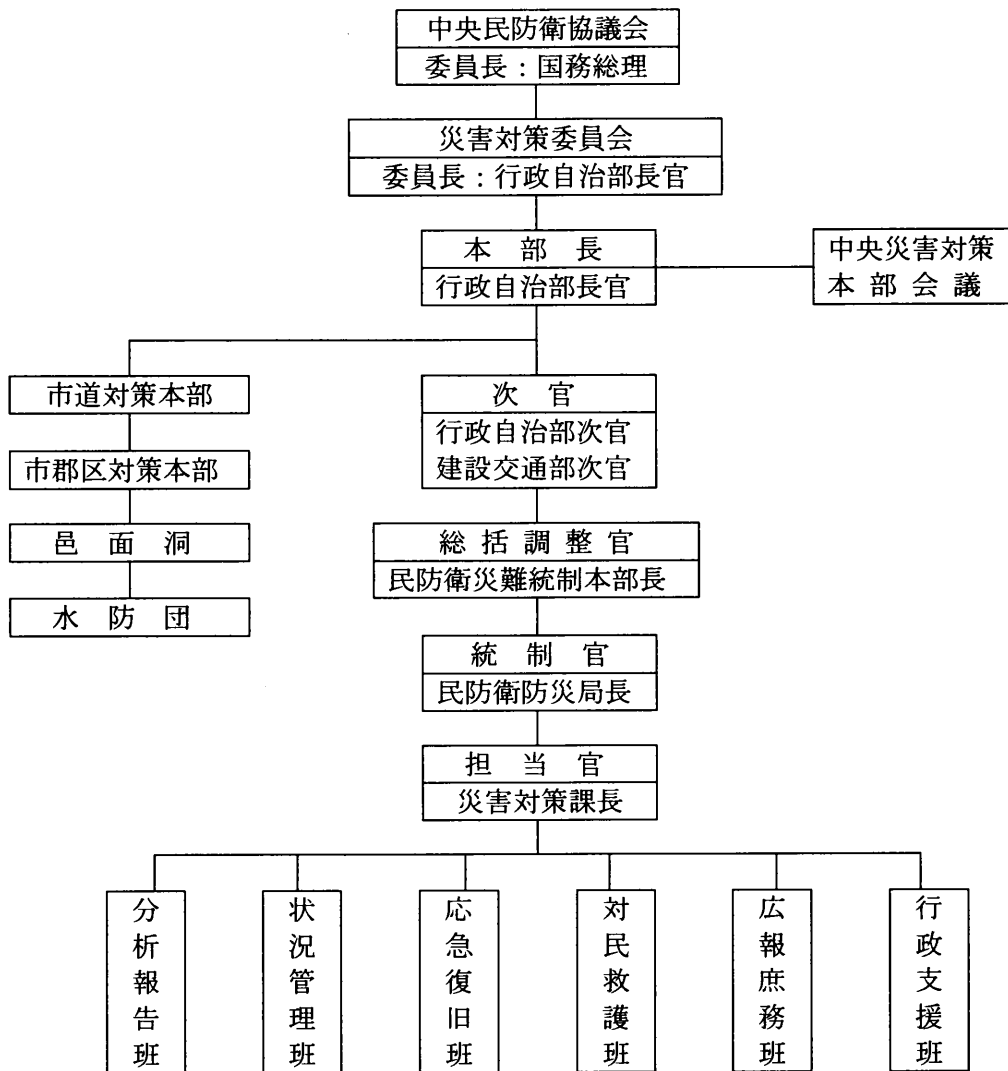 中央民防衛協議会
委員長：国務総理
災害対策委員会
委員長：行政自治部長官
本部長
行政自治部長官
中央災害対策
本部会議
市道対策本部
市郡区対策本部
邑面洞
水防団
次官
行政自治部次官
建設交通部次官
総括調整官
民防衛災難統制本部長
統制官
民防衛防災局長
担当官
災害対策課長
分析報告班
状況管理班
応急復旧班
対民救護班
広報庶務班
行政支援班